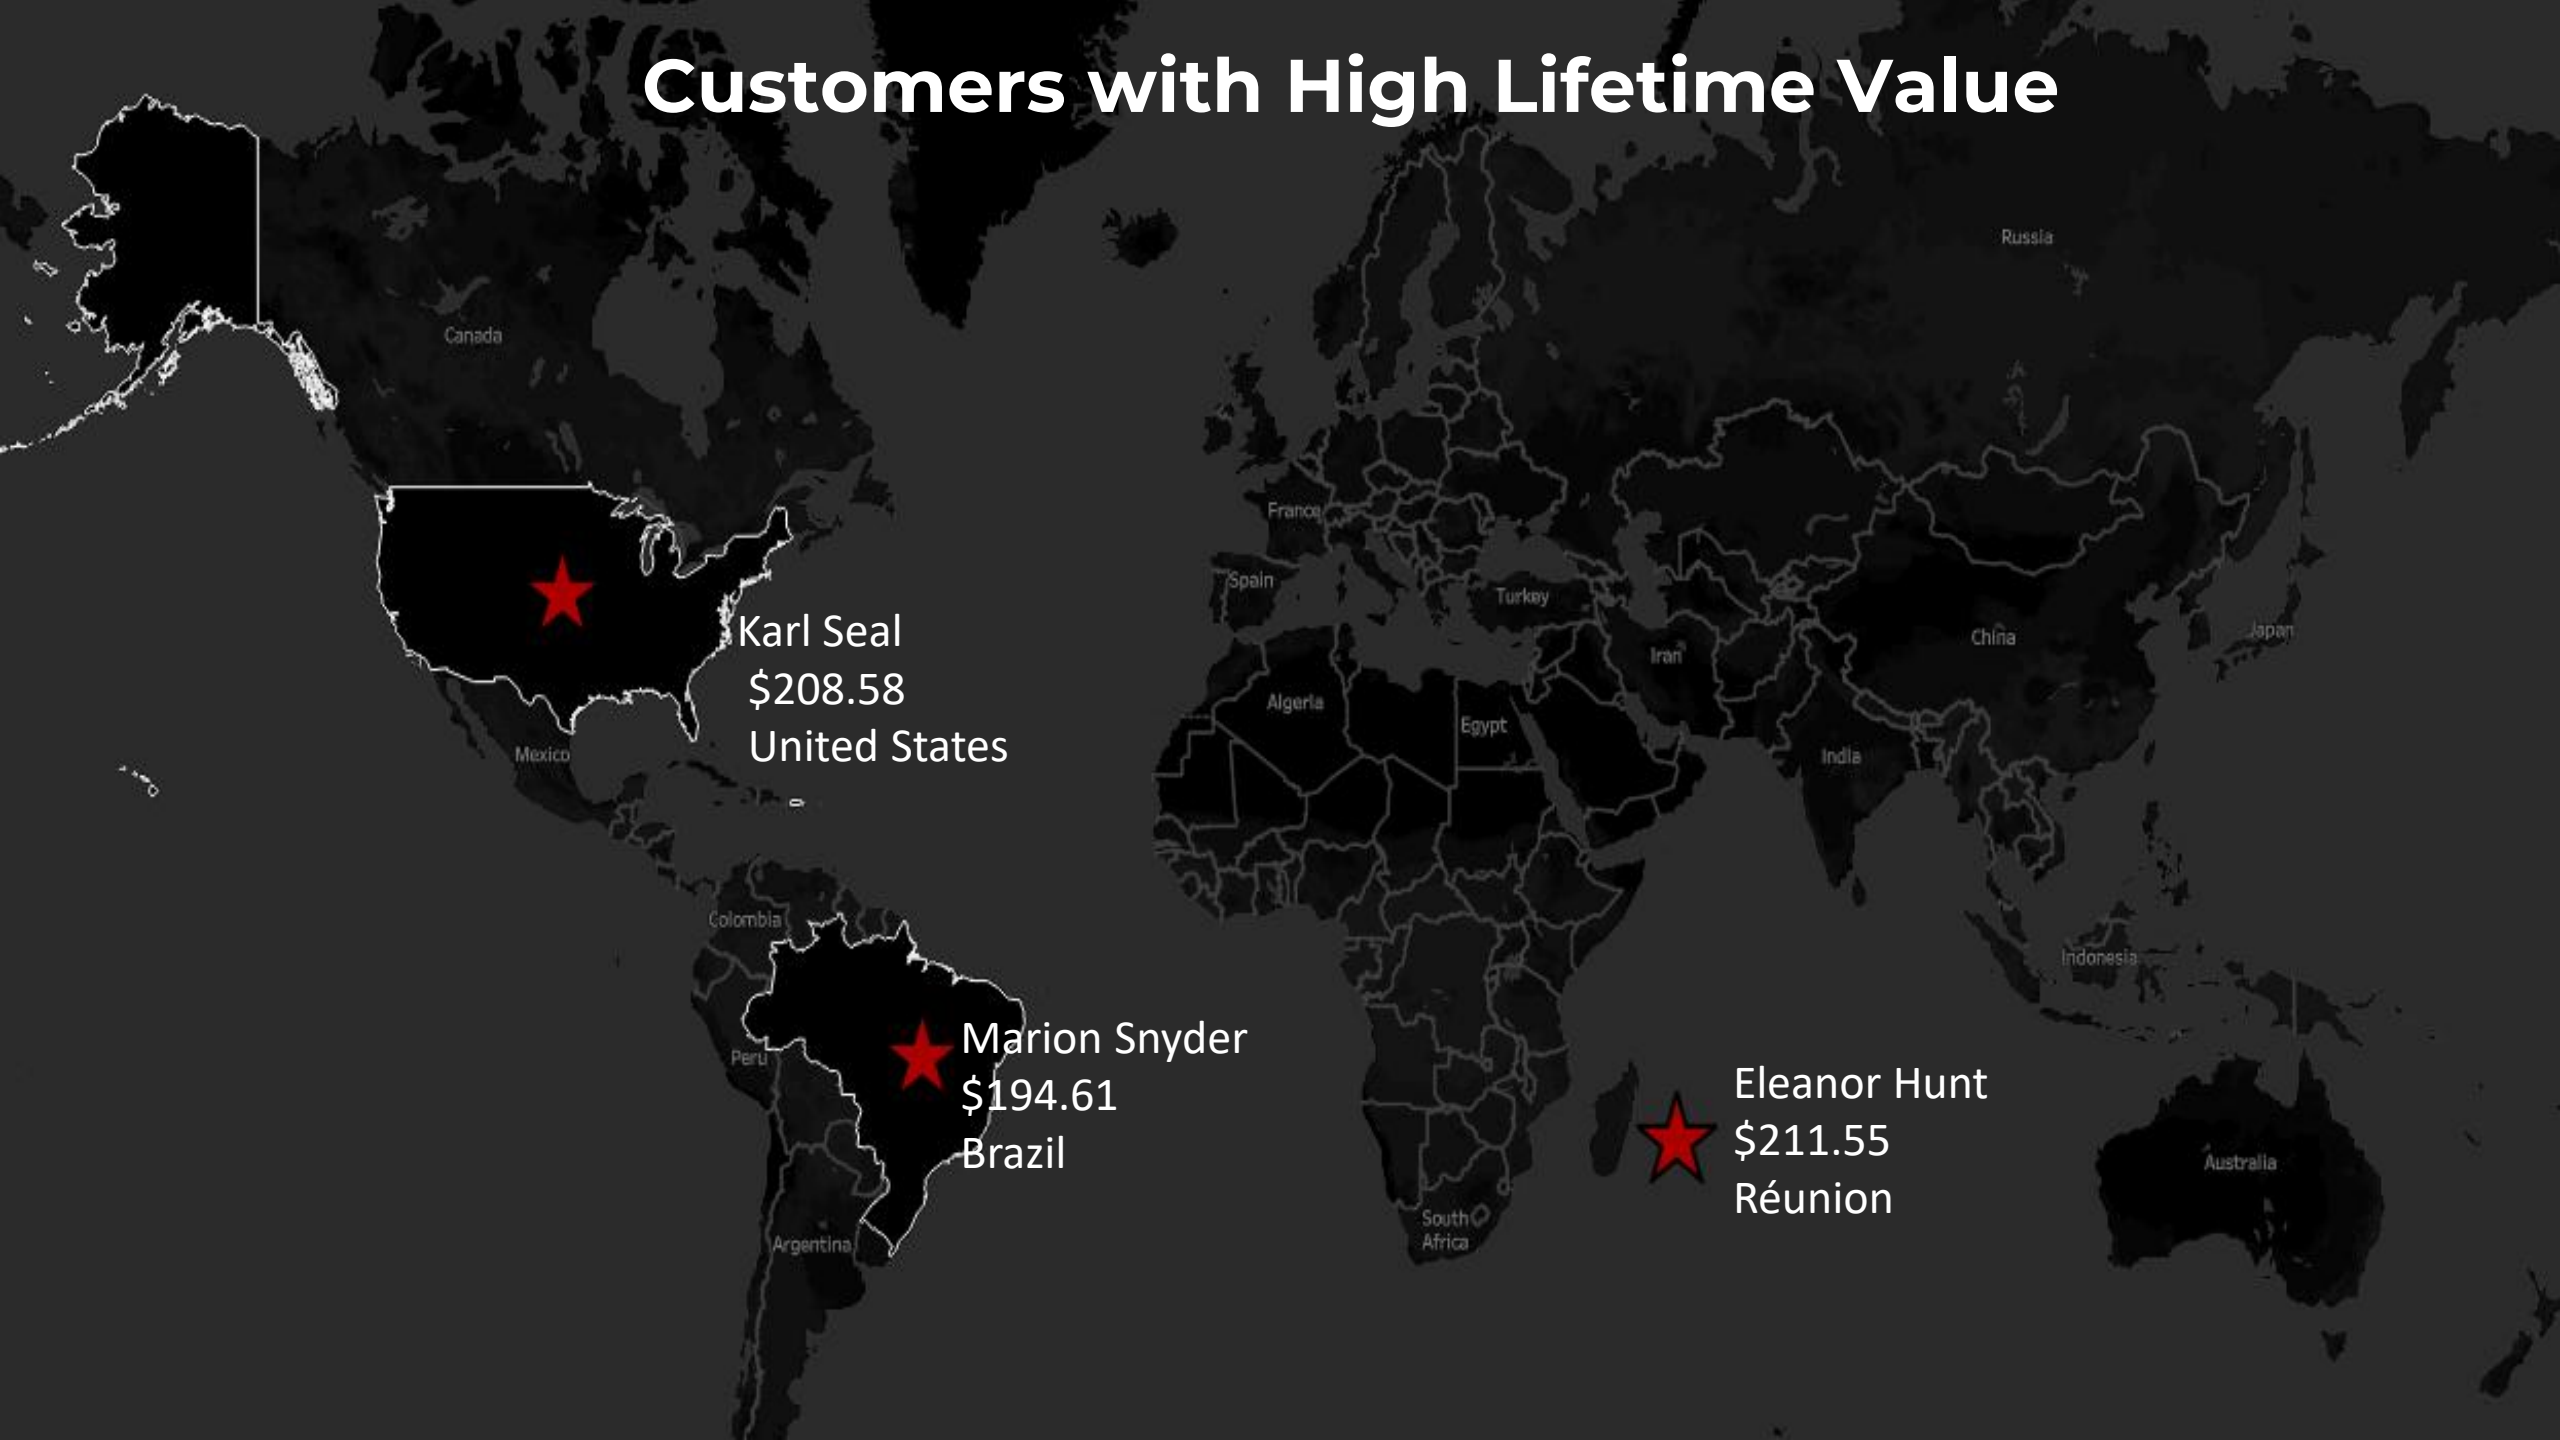 Customers with High Lifetime Value
Russia
Canada
France
Spain
Turkey
China
Japan
Iran
Algeria
Egypt
India
Mexico
Karl Seal
$208.58
United States
Colombia
Indonesia
Peru
Marion Snyder
$194.61
Brazil
Eleanor Hunt
$211.55
Réunion
Australia
South
Africa
Argentina